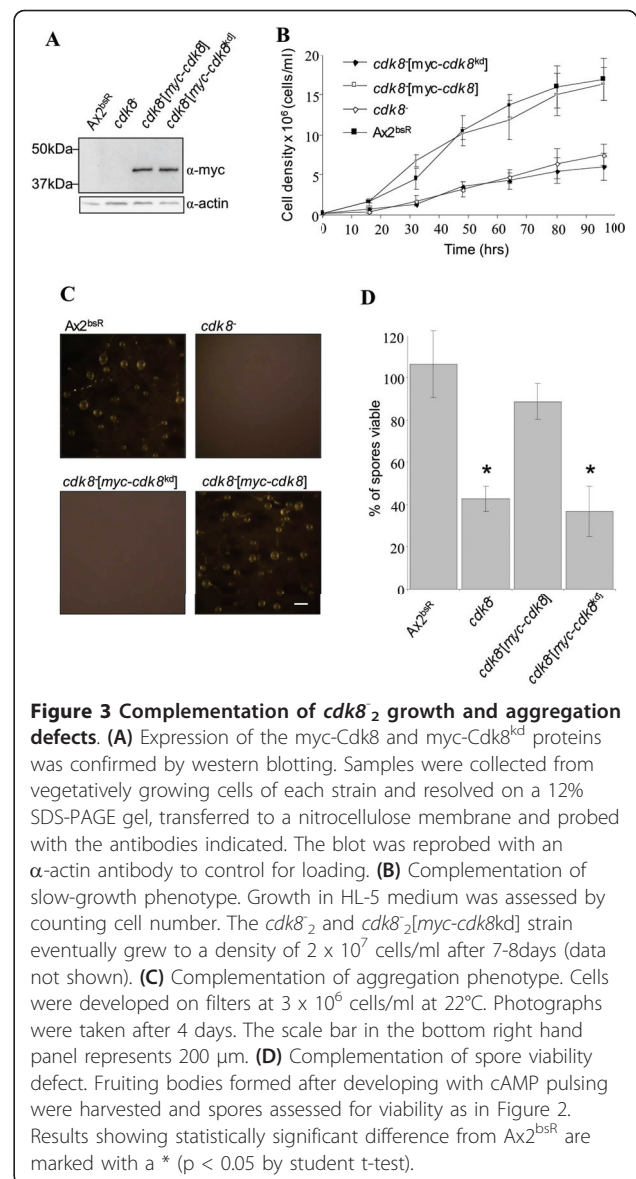 A
Ax2bsR
cdk8-
cdk8-[myc-cdk8]
cdk8-[myc-cdk8kd]
50kDa
37kDa
α-myc
α-actin
B
cdk8-[myc-cdk8kd]
cdk8-[myc-cdk8]
cdk8-
Ax2bsR
Cell density x 10⁶ (cells/ml)
20
15
10
5
0
0 10 20 30 40 50 60 70 80 90 100
Time (hrs)
C
Ax2bsR
cdk8-
cdk8-[myc-cdk8kd]
cdk8-[myc-cdk8]
D
% of spores viable
120
100
80
60
40
20
0
* *
Ax2bsR
cdk8-
cdk8-[myc-cdk8]
cdk8-[myc-cdk8kd]
Figure 3 Complementation of cdk8⁻₂ growth and aggregation
defects. (A) Expression of the myc-Cdk8 and myc-Cdk8kd proteins
was confirmed by western blotting. Samples were collected from
vegetatively growing cells of each strain and resolved on a 12%
SDS-PAGE gel, transferred to a nitrocellulose membrane and probed
with the antibodies indicated. The blot was reprobed with an
α-actin antibody to control for loading. (B) Complementation of
slow-growth phenotype. Growth in HL-5 medium was assessed by
counting cell number. The cdk8⁻₂ and cdk8⁻₂[myc-cdk8kd] strain
eventually grew to a density of 2 x 10⁷ cells/ml after 7-8days (data
not shown). (C) Complementation of aggregation phenotype. Cells
were developed on filters at 3 x 10⁶ cells/ml at 22°C. Photographs
were taken after 4 days. The scale bar in the bottom right hand
panel represents 200 μm. (D) Complementation of spore viability
defect. Fruiting bodies formed after developing with cAMP pulsing
were harvested and spores assessed for viability as in Figure 2.
Results showing statistically significant difference from Ax2bsR are
marked with a * (p < 0.05 by student t-test).